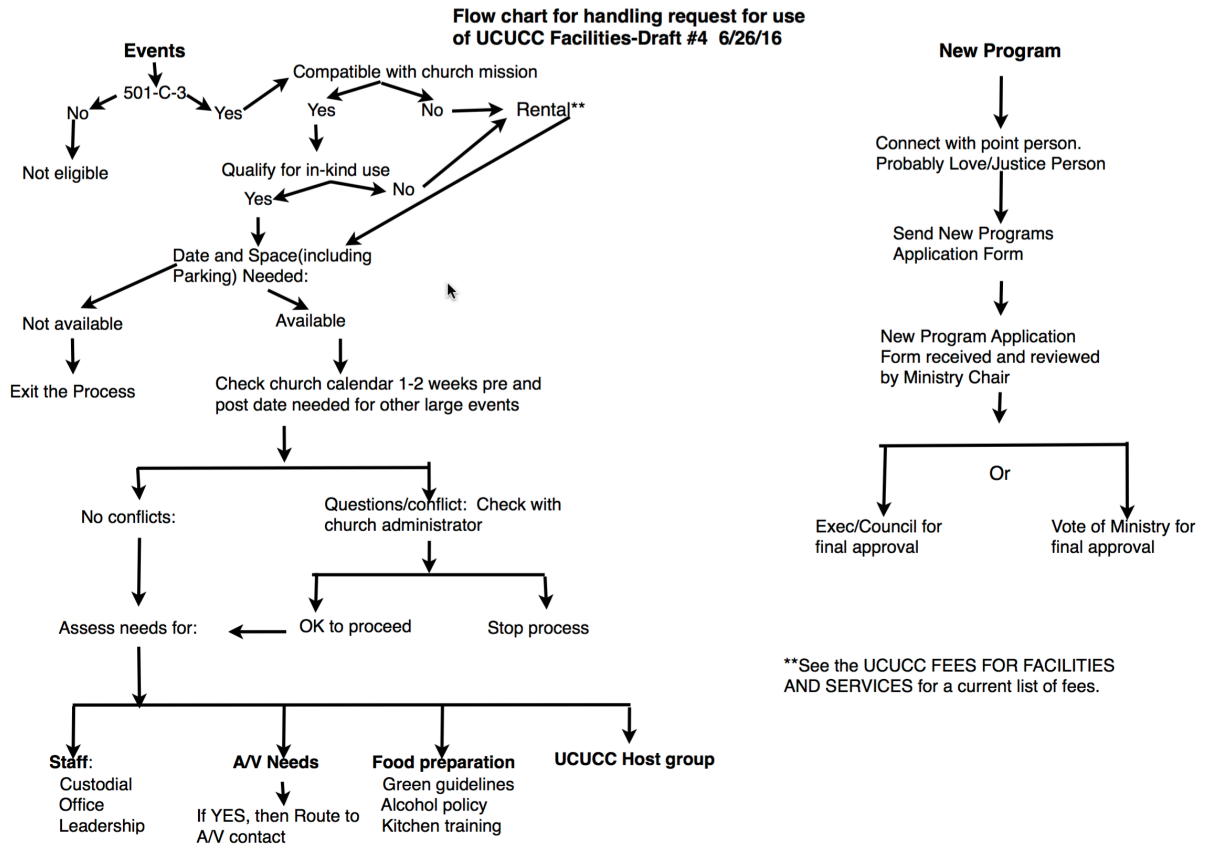 Flow chart for handling request for use
of UCUCC Facilities-Draft #4  6/26/16
Events
501-C-3
No
Yes
Not eligible
Compatible with church mission
Yes
No
Rental**
Qualify for in-kind use
Yes
No
Date and Space(including
Parking) Needed:
Not available
Available
Exit the Process
Check church calendar 1-2 weeks pre and
post date needed for other large events
No conflicts:
Questions/conflict:  Check with
church administrator
Assess needs for:
OK to proceed
Stop process
Staff:
Custodial
Office
Leadership
A/V Needs
If YES, then Route to
A/V contact
Food preparation
Green guidelines
Alcohol policy
Kitchen training
UCUCC Host group
New Program
Connect with point person.
Probably Love/Justice Person
Send New Programs
Application Form
New Program Application
Form received and reviewed
by Ministry Chair
Or
Exec/Council for
final approval
Vote of Ministry for
final approval
**See the UCUCC FEES FOR FACILITIES
AND SERVICES for a current list of fees.